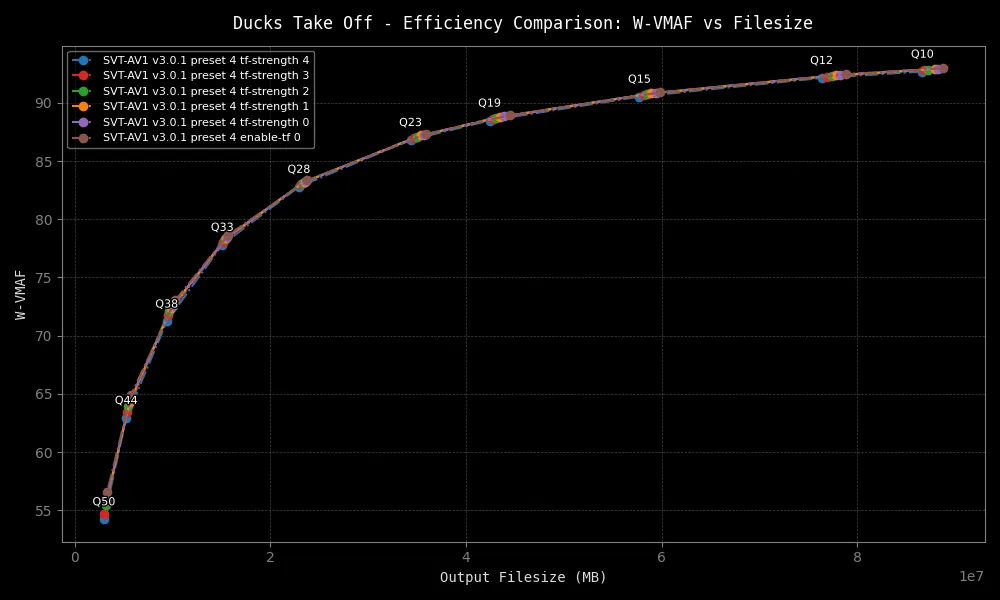 Ducks Take Off - Efficiency Comparison: W-VMAF vs Filesize
SVT-AV1 v3.0.1 preset 4 tf-strength 4
SVT-AV1 v3.0.1 preset 4 tf-strength 3
SVT-AV1 v3.0.1 preset 4 tf-strength 2
SVT-AV1 v3.0.1 preset 4 tf-strength 1
SVT-AV1 v3.0.1 preset 4 tf-strength 0
SVT-AV1 v3.0.1 preset 4 enable-tf 0
Q10
Q12
Q15
Q19
Q23
Q28
Q33
Q38
Q44
Q50
90
85
80
75
70
65
60
55
W-VMAF
0 2 4 6 8
1e7
Output Filesize (MB)